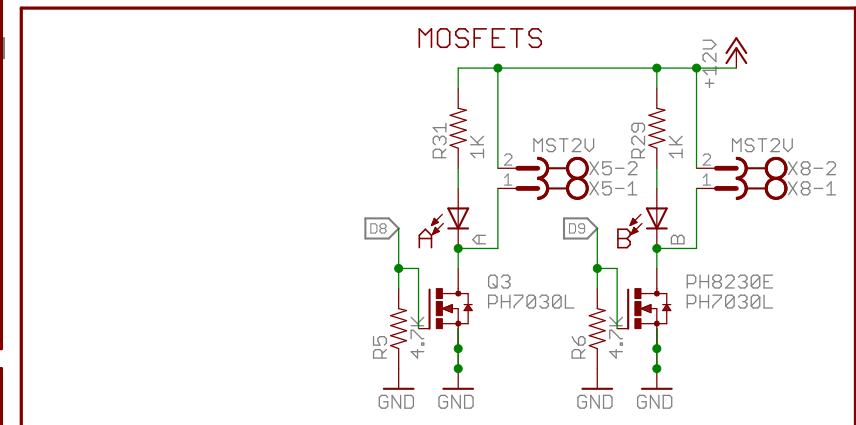 MOSFETS
+12V
R31
1K
MST2V
2
X5-2
1
X5-1
R29
1K
MST2V
2
X8-2
1
X8-1
D8
A
A
D9
B
B
Q3
PH7030L
PH8230E
PH7030L
R5
4.7K
R6
4.7K
GND
GND
GND
GND